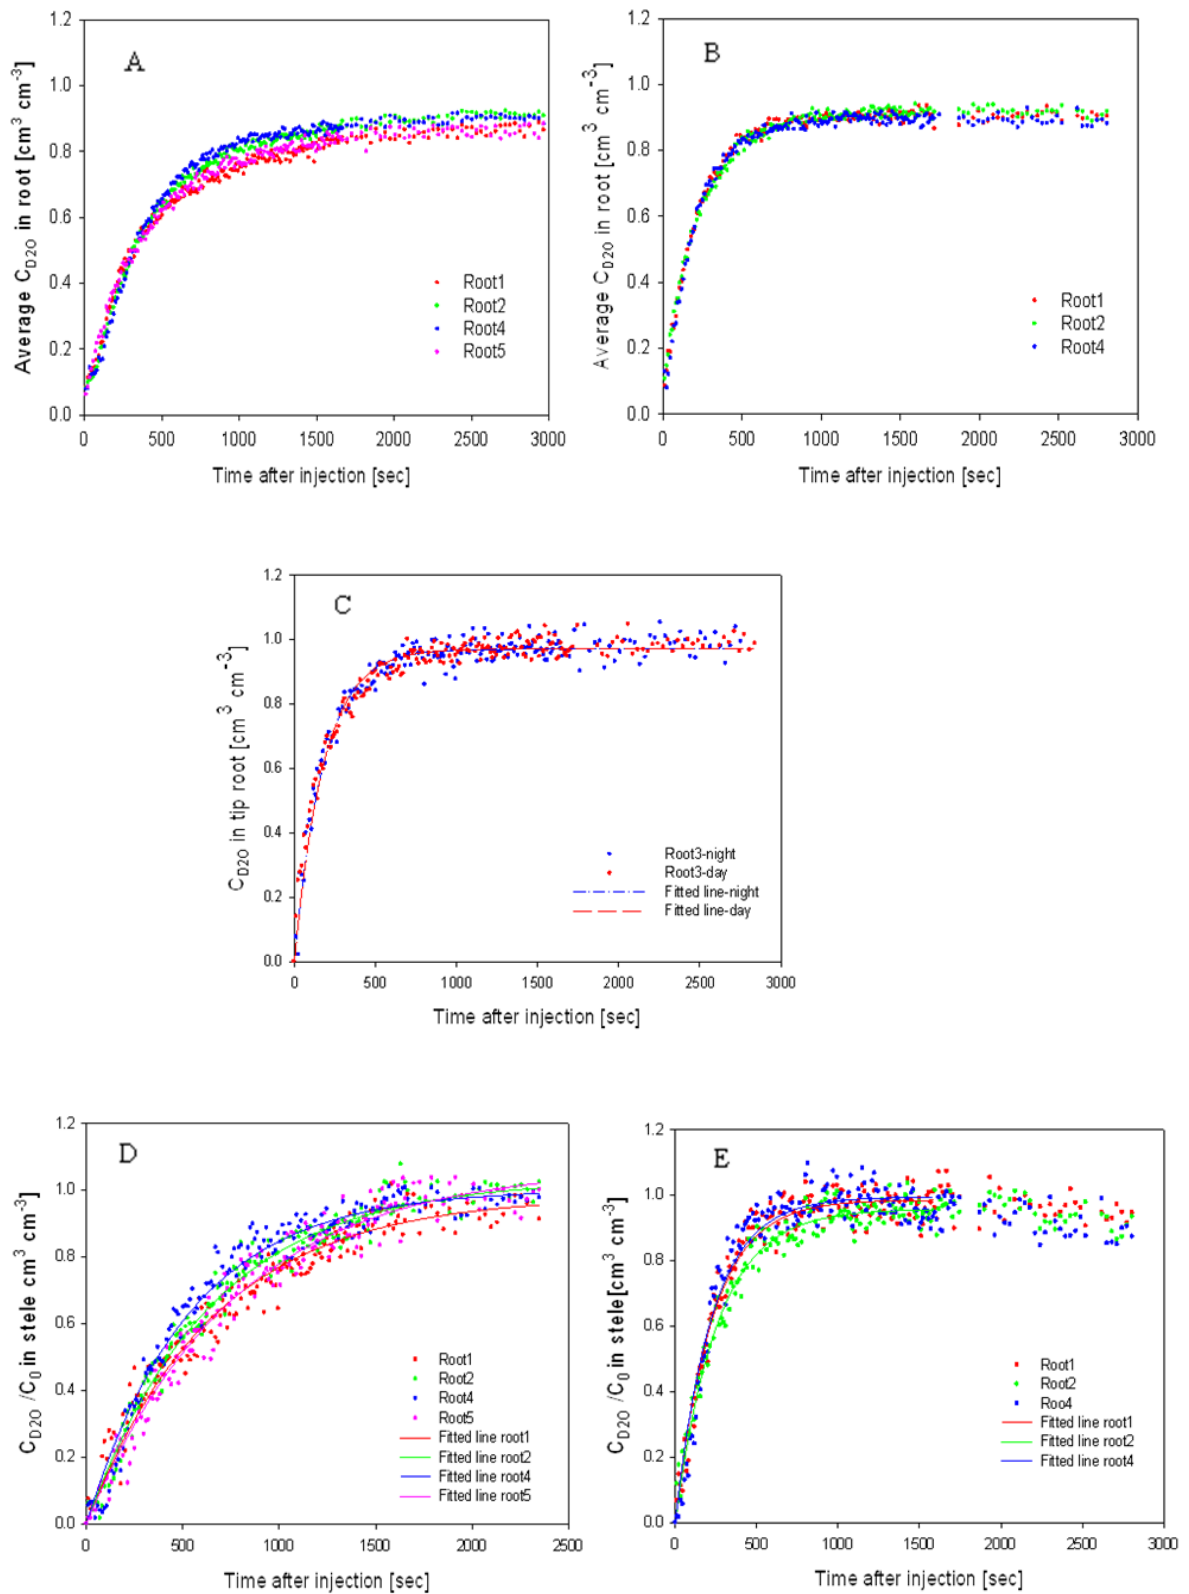 A
Average C_D2O in root [cm^3 cm^-3]
1.2
1.0
0.8
0.6
0.4
0.2
0.0
Root1
Root2
Root4
Root5
0 500 1000 1500 2000 2500 3000
Time after injection [sec]
B
Average C_D2O in root [cm^3 cm^-3]
1.2
1.0
0.8
0.6
0.4
0.2
0.0
Root1
Root2
Root4
0 500 1000 1500 2000 2500 3000
Time after injection [sec]
C
C_D2O in tip root [cm^3 cm^-3]
1.2
1.0
0.8
0.6
0.4
0.2
0.0
Root3-night
Root3-day
Fitted line-night
Fitted line-day
0 500 1000 1500 2000 2500 3000
Time after injection [sec]
D
C_D2O /C_0 in stele cm^3 cm^-3]
1.2
1.0
0.8
0.6
0.4
0.2
0.0
Root1
Root2
Root4
Root5
Fitted line root1
Fitted line root2
Fitted line root4
Fitted line root5
0 500 1000 1500 2000 2500
Time after injection [sec]
E
C_D2O /C_0 in stele[cm^3 cm^-3]
1.2
1.0
0.8
0.6
0.4
0.2
0.0
Root1
Root2
Roo4
Fitted line root1
Fitted line root2
Fitted line root4
0 500 1000 1500 2000 2500 3000
Time after injection [sec]